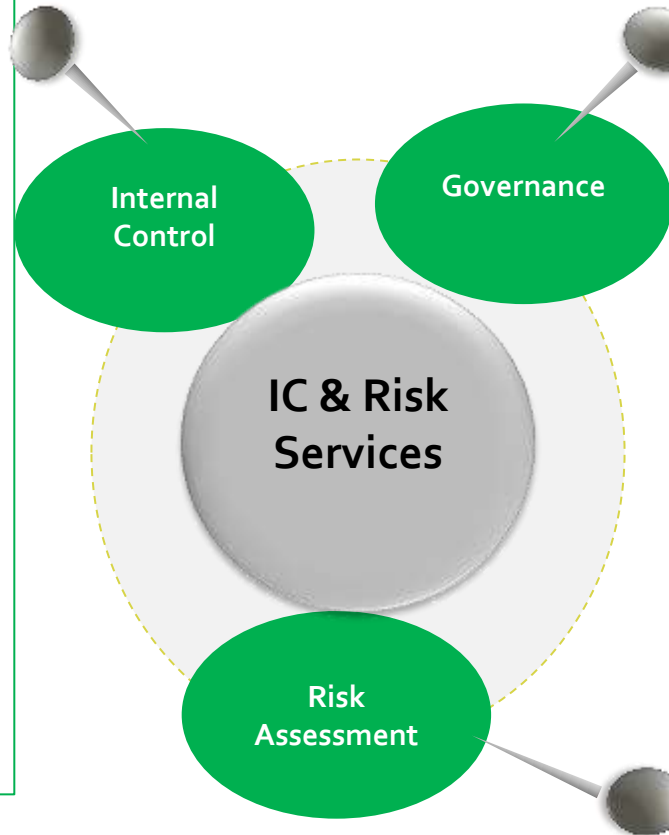 Internal
Control
Governance
IC & Risk
Services
Risk
Assessment